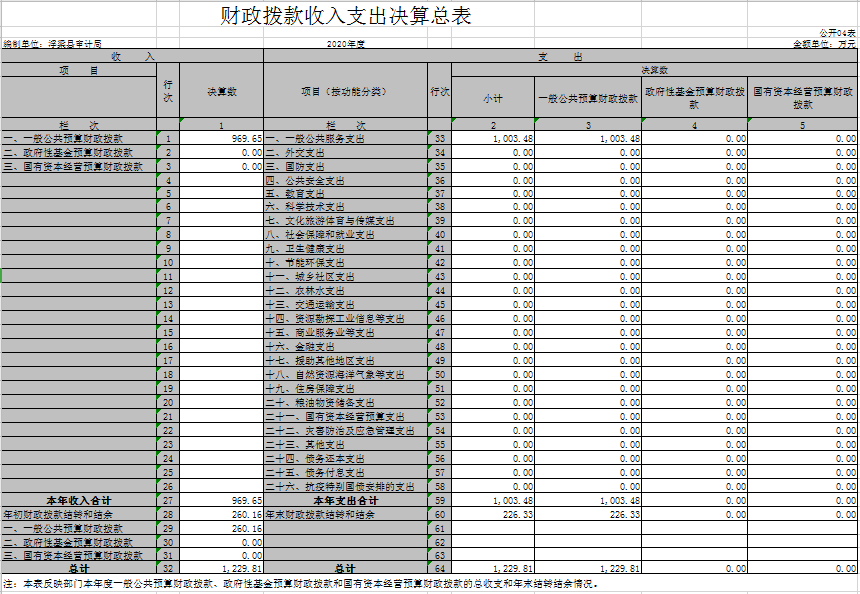 财政拨款收入支出决算总表
公开04表
编制单位：浮梁县审计局 2020年度 金额单位：万元
收 入 支 出
项 目 行次 决算数 项目（按功能分类） 行次 决算数
小计 一般公共预算财政拨款 政府性基金预算财政拨款 国有资本经营预算财政拨款
栏 次 1 栏 次 2 3 4 5
一、一般公共预算财政拨款 1 969.65 一、一般公共服务支出 33 1,003.48 1,003.48 0.00 0.00
二、政府性基金预算财政拨款 2 0.00 二、外交支出 34 0.00 0.00 0.00 0.00
三、国有资本经营预算财政拨款 3 0.00 三、国防支出 35 0.00 0.00 0.00 0.00
4 四、公共安全支出 36 0.00 0.00 0.00 0.00
5 五、教育支出 37 0.00 0.00 0.00 0.00
6 六、科学技术支出 38 0.00 0.00 0.00 0.00
7 七、文化旅游体育与传媒支出 39 0.00 0.00 0.00 0.00
8 八、社会保障和就业支出 40 0.00 0.00 0.00 0.00
9 九、卫生健康支出 41 0.00 0.00 0.00 0.00
10 十、节能环保支出 42 0.00 0.00 0.00 0.00
11 十一、城乡社区支出 43 0.00 0.00 0.00 0.00
12 十二、农林水支出 44 0.00 0.00 0.00 0.00
13 十三、交通运输支出 45 0.00 0.00 0.00 0.00
14 十四、资源勘探工业信息等支出 46 0.00 0.00 0.00 0.00
15 十五、商业服务业等支出 47 0.00 0.00 0.00 0.00
16 十六、金融支出 48 0.00 0.00 0.00 0.00
17 十七、援助其他地区支出 49 0.00 0.00 0.00 0.00
18 十八、自然资源海洋气象等支出 50 0.00 0.00 0.00 0.00
19 十九、住房保障支出 51 0.00 0.00 0.00 0.00
20 二十、粮油物资储备支出 52 0.00 0.00 0.00 0.00
21 二十一、国有资本经营预算支出 53 0.00 0.00 0.00 0.00
22 二十二、灾害防治及应急管理支出 54 0.00 0.00 0.00 0.00
23 二十三、其他支出 55 0.00 0.00 0.00 0.00
24 二十四、债务还本支出 56 0.00 0.00 0.00 0.00
25 二十五、债务付息支出 57 0.00 0.00 0.00 0.00
26 二十六、抗疫特别国债安排的支出 58 0.00 0.00 0.00 0.00
本年收入合计 27 969.65 本年支出合计 59 1,003.48 1,003.48 0.00 0.00
年初财政拨款结转和结余 28 260.16 年末财政拨款结转和结余 60 226.33 226.33 0.00 0.00
一、一般公共预算财政拨款 29 260.16 61
二、政府性基金预算财政拨款 30 0.00 62
三、国有资本经营预算财政拨款 31 0.00 63
总计 32 1,229.81 总计 64 1,229.81 1,229.81 0.00 0.00
注：本表反映部门本年度一般公共预算财政拨款、政府性基金预算财政拨款和国有资本经营预算财政拨款的总收支和年末结转结余情况。